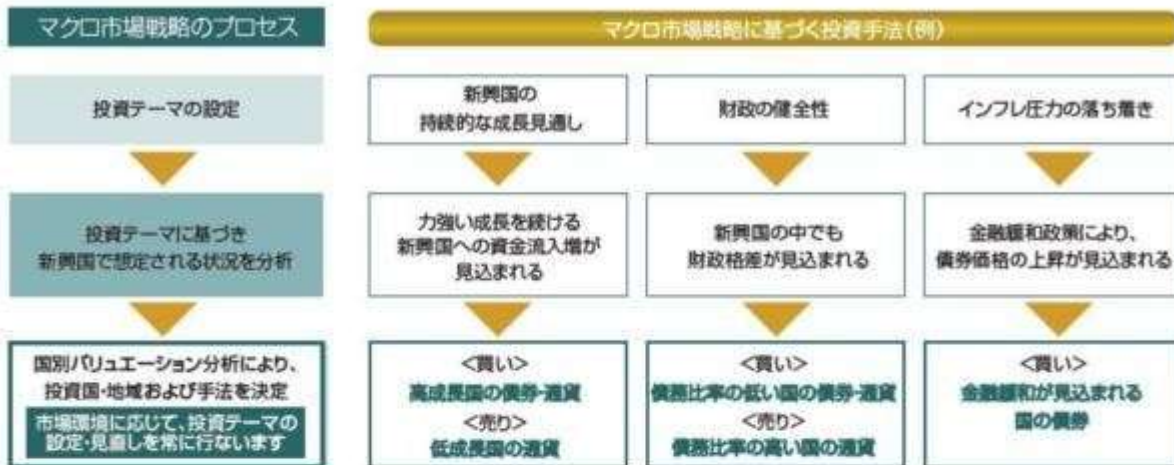 マクロ市場戦略のプロセス
マクロ市場戦略に基づく投資手法(例)
投資テーマの設定
新興国の
持続的な成長見通し
財政の健全性
インフレ圧力の落ち着き
投資テーマに基づき
新興国で想定される状況を分析
力強い成長を続ける
新興国への資金流入増が
見込まれる
新興国の中でも
財政格差が見込まれる
金融緩和政策により、
債券価格の上昇が見込まれる
国別バリュエーション分析により、
投資国・地域および手法を決定
市場環境に応じて、投資テーマの
設定・見直しを常に行ないます
<買い>
高成長国の債券・通貨
<売り>
低成長国の通貨
<買い>
債務比率の低い国の債券・通貨
<売り>
債務比率の高い国の通貨
<買い>
金融緩和が見込まれる
国の債券